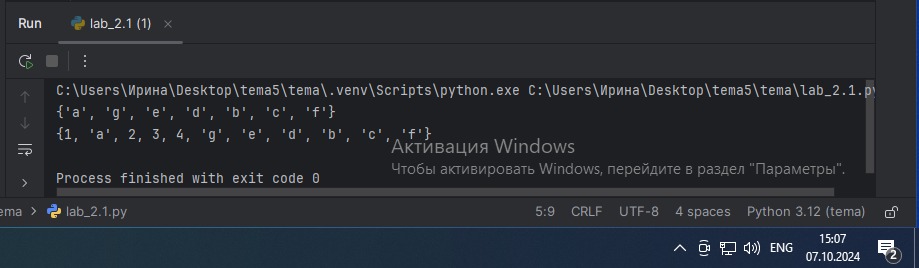 Run lab_2.1 (1)
C:\Users\Ирина\Desktop\tema5\tema\.venv\Scripts\python.exe C:\Users\Ирина\Desktop\tema5\tema\lab_2.1.py
{'a', 'g', 'e', 'd', 'b', 'c', 'f'}
{1, 'a', 2, 3, 4, 'g', 'e', 'd', 'b', 'c', 'f'}
Активация Windows
Чтобы активировать Windows, перейдите в раздел "Параметры".
Process finished with exit code 0
ema > lab_2.1.py 5:9 CRLF UTF-8 4 spaces Python 3.12 (tema)
ENG 15:07
07.10.2024 2